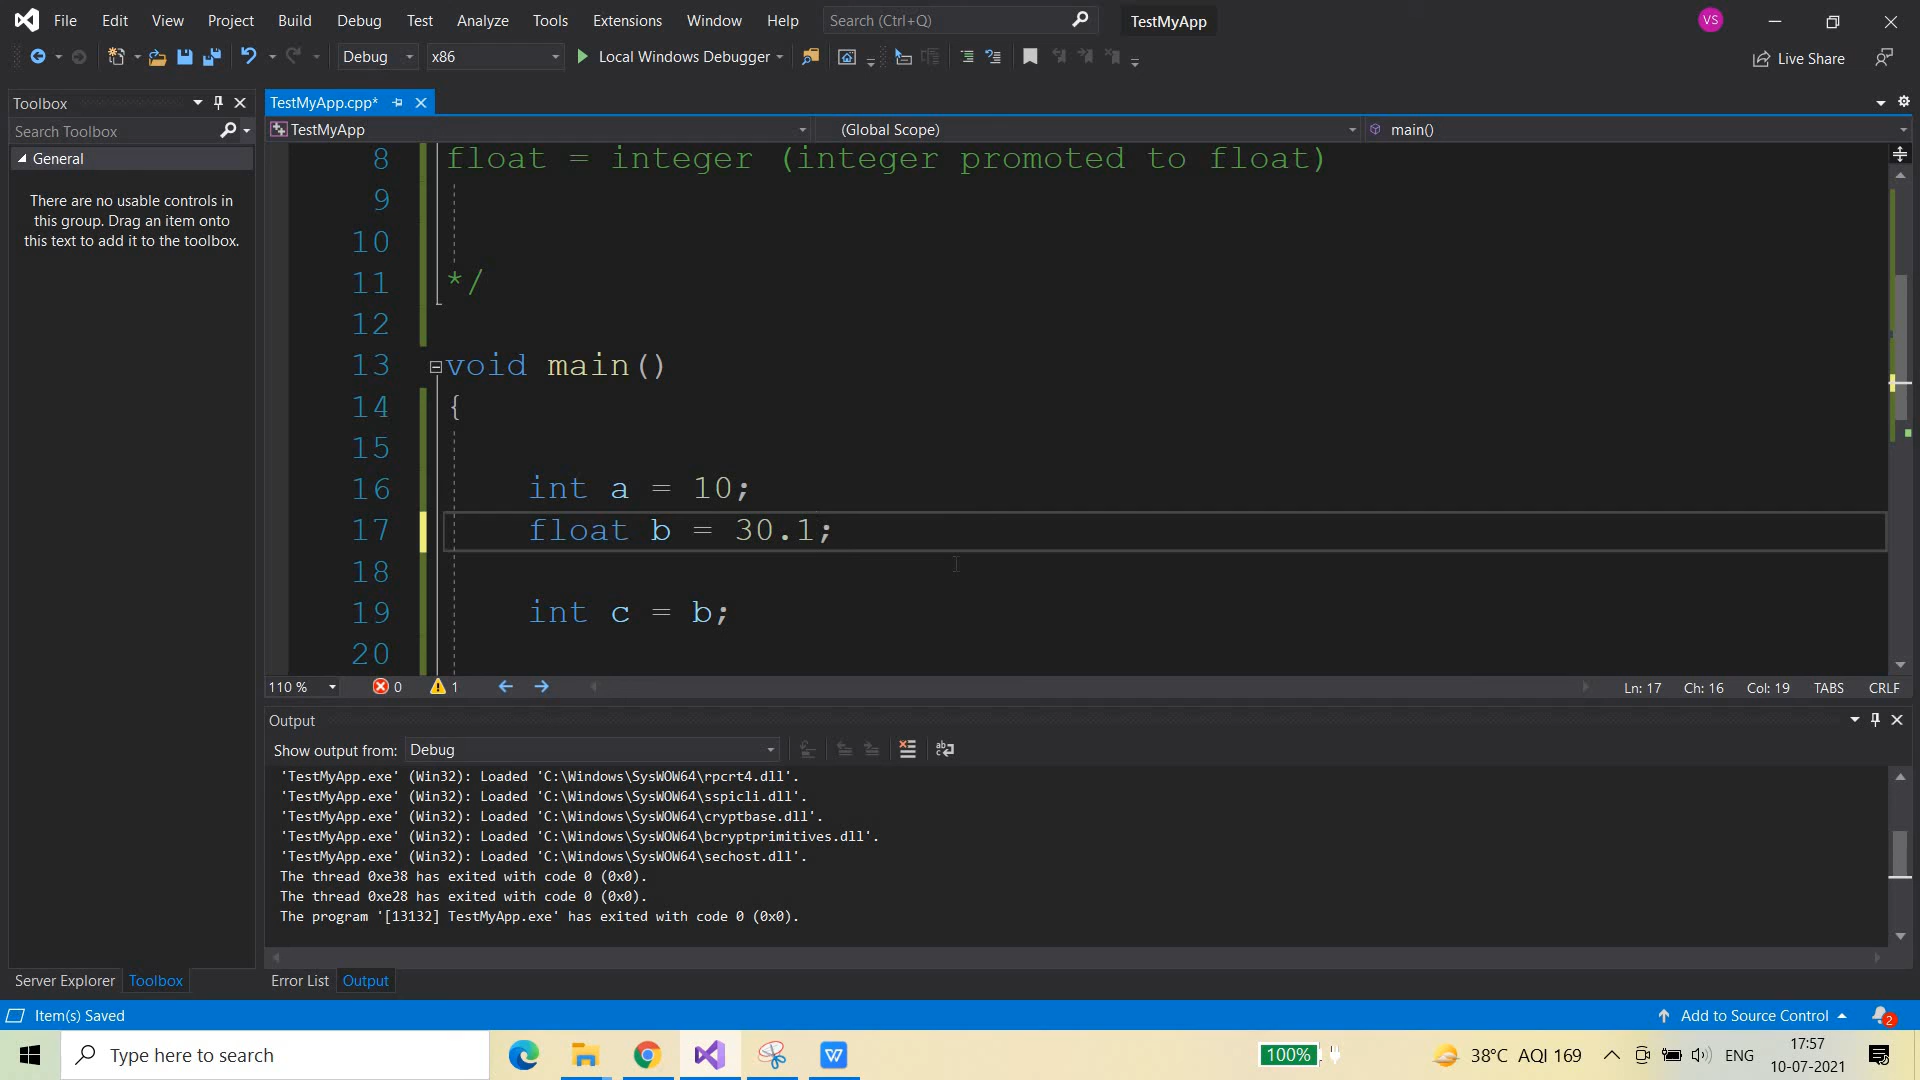 File Edit View Project Build Debug Test Analyze Tools Extensions Window Help Search (Ctrl+Q) TestMyApp VS
Debug x86 Local Windows Debugger Live Share
Toolbox
Search Toolbox
General
There are no usable controls in
this group. Drag an item onto
this text to add it to the toolbox.
TestMyApp.cpp*
TestMyApp (Global Scope) main()
8 float = integer (integer promoted to float)
9
10
11 */
12
13 void main()
14 {
15
16 int a = 10;
17 float b = 30.1;
18
19 int c = b;
20
110 % 0 1 Ln: 17 Ch: 16 Col: 19 TABS CRLF
Output
Show output from: Debug
'TestMyApp.exe' (Win32): Loaded 'C:\Windows\SysWOW64\rpcrt4.dll'.
'TestMyApp.exe' (Win32): Loaded 'C:\Windows\SysWOW64\sspicli.dll'.
'TestMyApp.exe' (Win32): Loaded 'C:\Windows\SysWOW64\cryptbase.dll'.
'TestMyApp.exe' (Win32): Loaded 'C:\Windows\SysWOW64\bcryptprimitives.dll'.
'TestMyApp.exe' (Win32): Loaded 'C:\Windows\SysWOW64\sechost.dll'.
The thread 0xe38 has exited with code 0 (0x0).
The thread 0xe28 has exited with code 0 (0x0).
The program '[13132] TestMyApp.exe' has exited with code 0 (0x0).
Server Explorer Toolbox Error List Output
Item(s) Saved Add to Source Control 2
Type here to search 100% 38°C AQI 169 ENG 17:57
10-07-2021